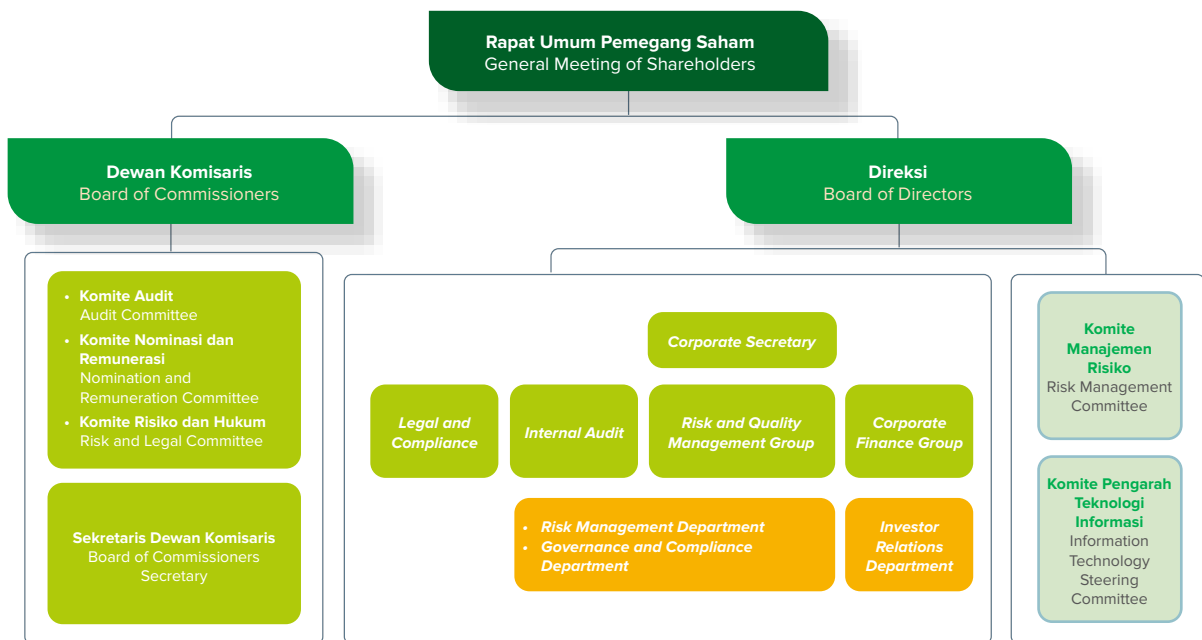 Rapat Umum Pemegang Saham
General Meeting of Shareholders
Dewan Komisaris
Board of Commissioners
Direksi
Board of Directors
• Komite Audit
Audit Committee
• Komite Nominasi dan
Remunerasi
Nomination and
Remuneration Committee
• Komite Risiko dan Hukum
Risk and Legal Committee
Sekretaris Dewan Komisaris
Board of Commissioners
Secretary
Corporate Secretary
Legal and
Compliance
Internal Audit
Risk and Quality
Management Group
Corporate
Finance Group
• Risk Management Department
• Governance and Compliance
Department
Investor
Relations
Department
Komite
Manajemen
Risiko
Risk Management
Committee
Komite Pengarah
Teknologi
Informasi
Information
Technology
Steering
Committee